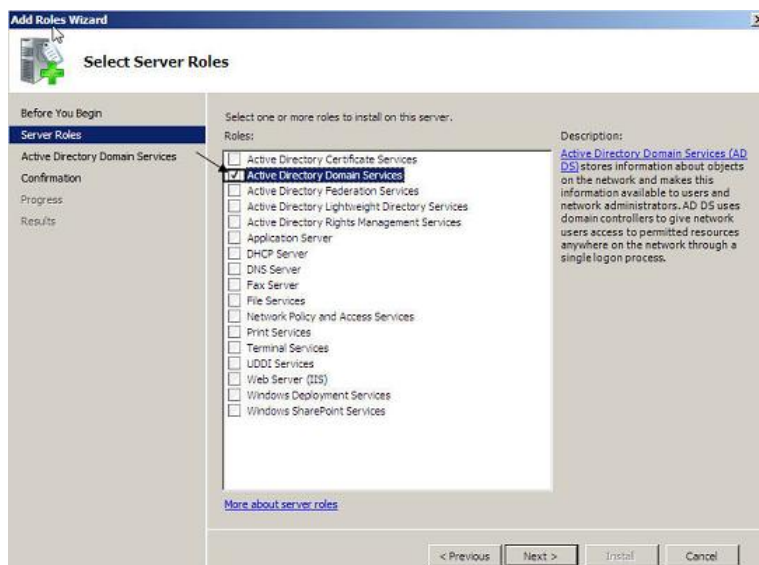 Add Roles Wizard
Select Server Roles
Before You Begin
Server Roles
Active Directory Domain Services
Confirmation
Progress
Results
Select one or more roles to install on this server.
Roles:
Active Directory Certificate Services
Active Directory Domain Services
Active Directory Federation Services
Active Directory Lightweight Directory Services
Active Directory Rights Management Services
Application Server
DHCP Server
DNS Server
Fax Server
File Services
Network Policy and Access Services
Print Services
Terminal Services
UDDI Services
Web Server (IIS)
Windows Deployment Services
Windows SharePoint Services
More about server roles
Description:
Active Directory Domain Services (AD
DS) stores information about objects
on the network and makes this
information available to users and
network administrators. AD DS uses
domain controllers to give network
users access to permitted resources
anywhere on the network through a
single logon process.
< Previous
Next >
Install
Cancel